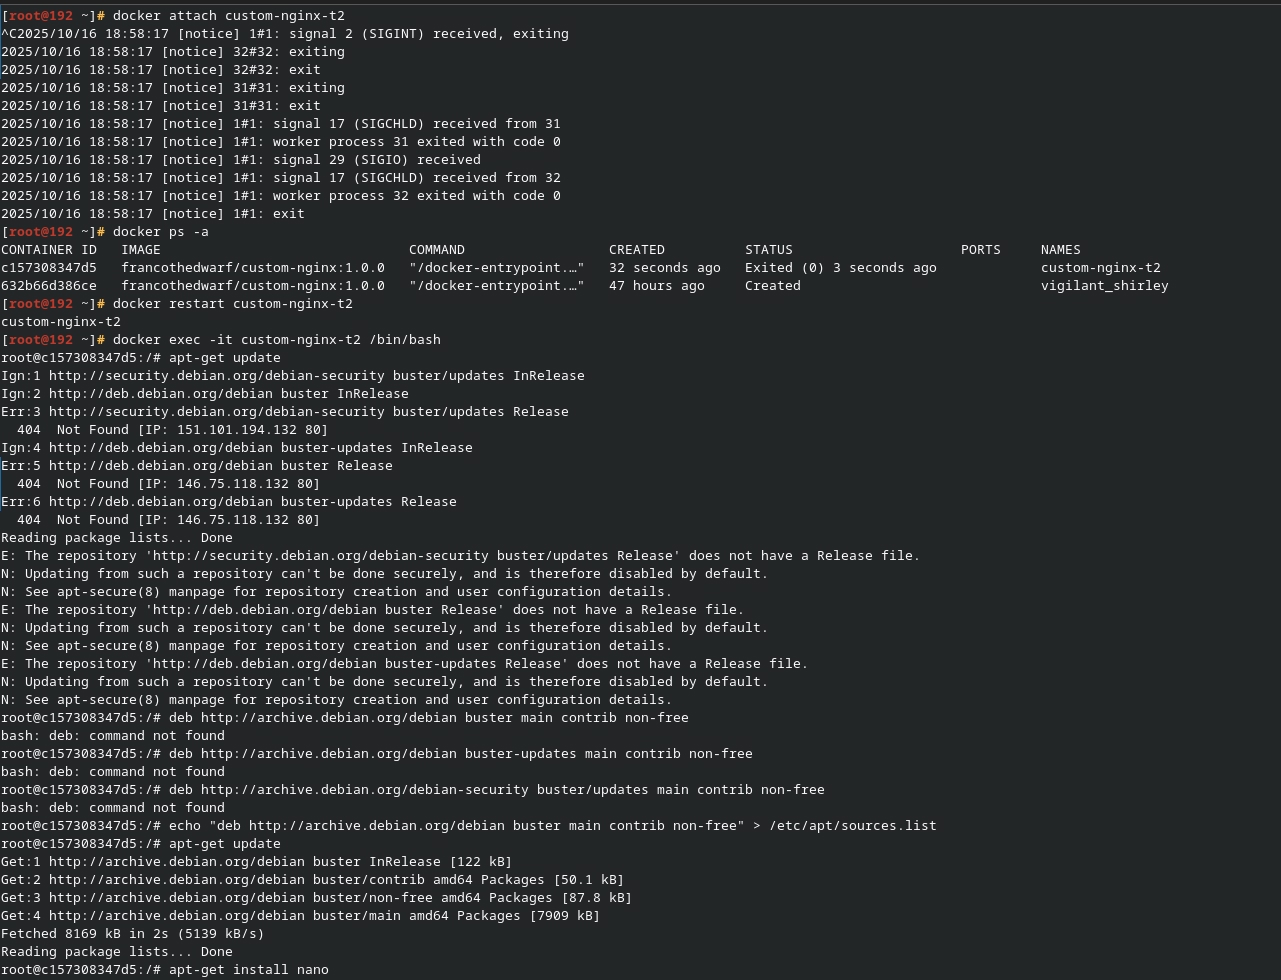 [root@192 ~]# docker attach custom-nginx-t2
^C2025/10/16 18:58:17 [notice] 1#1: signal 2 (SIGINT) received, exiting
2025/10/16 18:58:17 [notice] 32#32: exiting
2025/10/16 18:58:17 [notice] 32#32: exit
2025/10/16 18:58:17 [notice] 31#31: exiting
2025/10/16 18:58:17 [notice] 31#31: exit
2025/10/16 18:58:17 [notice] 1#1: signal 17 (SIGCHLD) received from 31
2025/10/16 18:58:17 [notice] 1#1: worker process 31 exited with code 0
2025/10/16 18:58:17 [notice] 1#1: signal 29 (SIGIO) received
2025/10/16 18:58:17 [notice] 1#1: signal 17 (SIGCHLD) received from 32
2025/10/16 18:58:17 [notice] 1#1: worker process 32 exited with code 0
2025/10/16 18:58:17 [notice] 1#1: exit
[root@192 ~]# docker ps -a
CONTAINER ID   IMAGE                               COMMAND                  CREATED          STATUS                     PORTS     NAMES
c157308347d5   francothedwarf/custom-nginx:1.0.0   "/docker-entrypoint.…"   32 seconds ago   Exited (0) 3 seconds ago             custom-nginx-t2
632b66d386ce   francothedwarf/custom-nginx:1.0.0   "/docker-entrypoint.…"   47 hours ago     Created                              vigilant_shirley
[root@192 ~]# docker restart custom-nginx-t2
custom-nginx-t2
[root@192 ~]# docker exec -it custom-nginx-t2 /bin/bash
root@c157308347d5:/# apt-get update
Ign:1 http://security.debian.org/debian-security buster/updates InRelease
Ign:2 http://deb.debian.org/debian buster InRelease
Err:3 http://security.debian.org/debian-security buster/updates Release
  404  Not Found [IP: 151.101.194.132 80]
Ign:4 http://deb.debian.org/debian buster-updates InRelease
Err:5 http://deb.debian.org/debian buster Release
  404  Not Found [IP: 146.75.118.132 80]
Err:6 http://deb.debian.org/debian buster-updates Release
  404  Not Found [IP: 146.75.118.132 80]
Reading package lists... Done
E: The repository 'http://security.debian.org/debian-security buster/updates Release' does not have a Release file.
N: Updating from such a repository can't be done securely, and is therefore disabled by default.
N: See apt-secure(8) manpage for repository creation and user configuration details.
E: The repository 'http://deb.debian.org/debian buster Release' does not have a Release file.
N: Updating from such a repository can't be done securely, and is therefore disabled by default.
N: See apt-secure(8) manpage for repository creation and user configuration details.
E: The repository 'http://deb.debian.org/debian buster-updates Release' does not have a Release file.
N: Updating from such a repository can't be done securely, and is therefore disabled by default.
N: See apt-secure(8) manpage for repository creation and user configuration details.
root@c157308347d5:/# deb http://archive.debian.org/debian buster main contrib non-free
bash: deb: command not found
root@c157308347d5:/# deb http://archive.debian.org/debian buster-updates main contrib non-free
bash: deb: command not found
root@c157308347d5:/# deb http://archive.debian.org/debian-security buster/updates main contrib non-free
bash: deb: command not found
root@c157308347d5:/# echo "deb http://archive.debian.org/debian buster main contrib non-free" > /etc/apt/sources.list
root@c157308347d5:/# apt-get update
Get:1 http://archive.debian.org/debian buster InRelease [122 kB]
Get:2 http://archive.debian.org/debian buster/contrib amd64 Packages [50.1 kB]
Get:3 http://archive.debian.org/debian buster/non-free amd64 Packages [87.8 kB]
Get:4 http://archive.debian.org/debian buster/main amd64 Packages [7909 kB]
Fetched 8169 kB in 2s (5139 kB/s)
Reading package lists... Done
root@c157308347d5:/# apt-get install nano